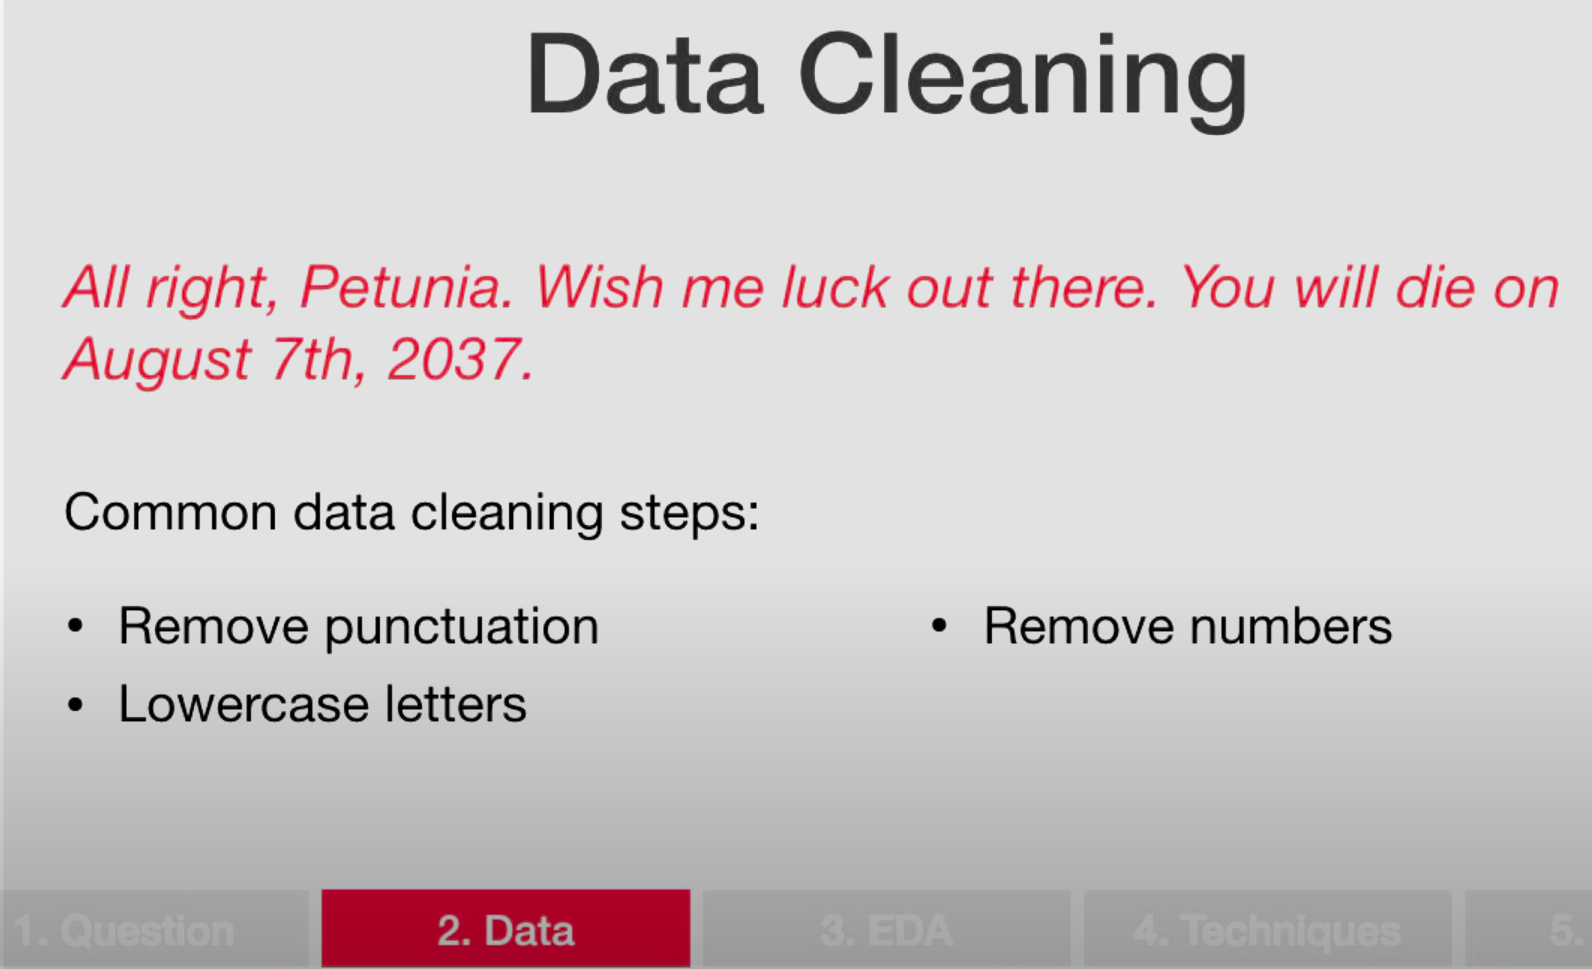 Data Cleaning
All right, Petunia. Wish me luck out there. You will die on
August 7th, 2037.
Common data cleaning steps:
• Remove punctuation
• Lowercase letters
• Remove numbers
1. Question
2. Data
3. EDA
4. Techniques
5.